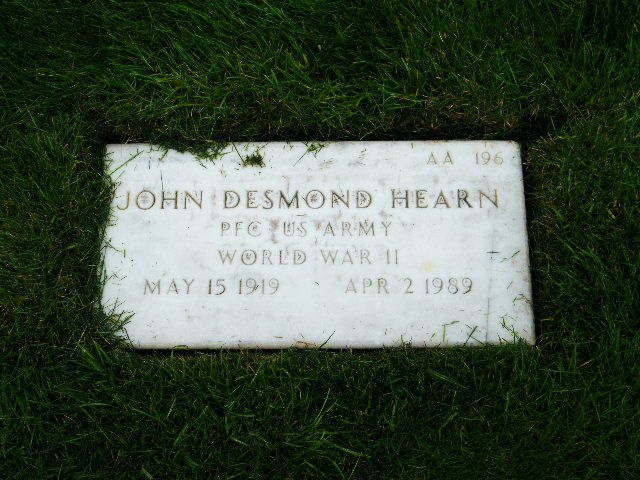 AA 196
JOHN DESMOND HEARN
PFC US ARMY
WORLD WAR II
MAY 15 1919 APR 2 1989